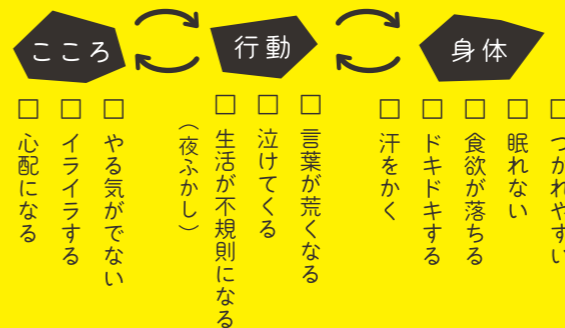 こころ
行動
身体
□ やる気がでない
□ イライラする
□ 心配になる
□ 言葉が荒くなる
□ 泣けてくる
□ 生活が不規則になる
（夜ふかし）
□ つかれやすい
□ 眠れない
□ 食欲が落ちる
□ ドキドキする
□ 汗をかく